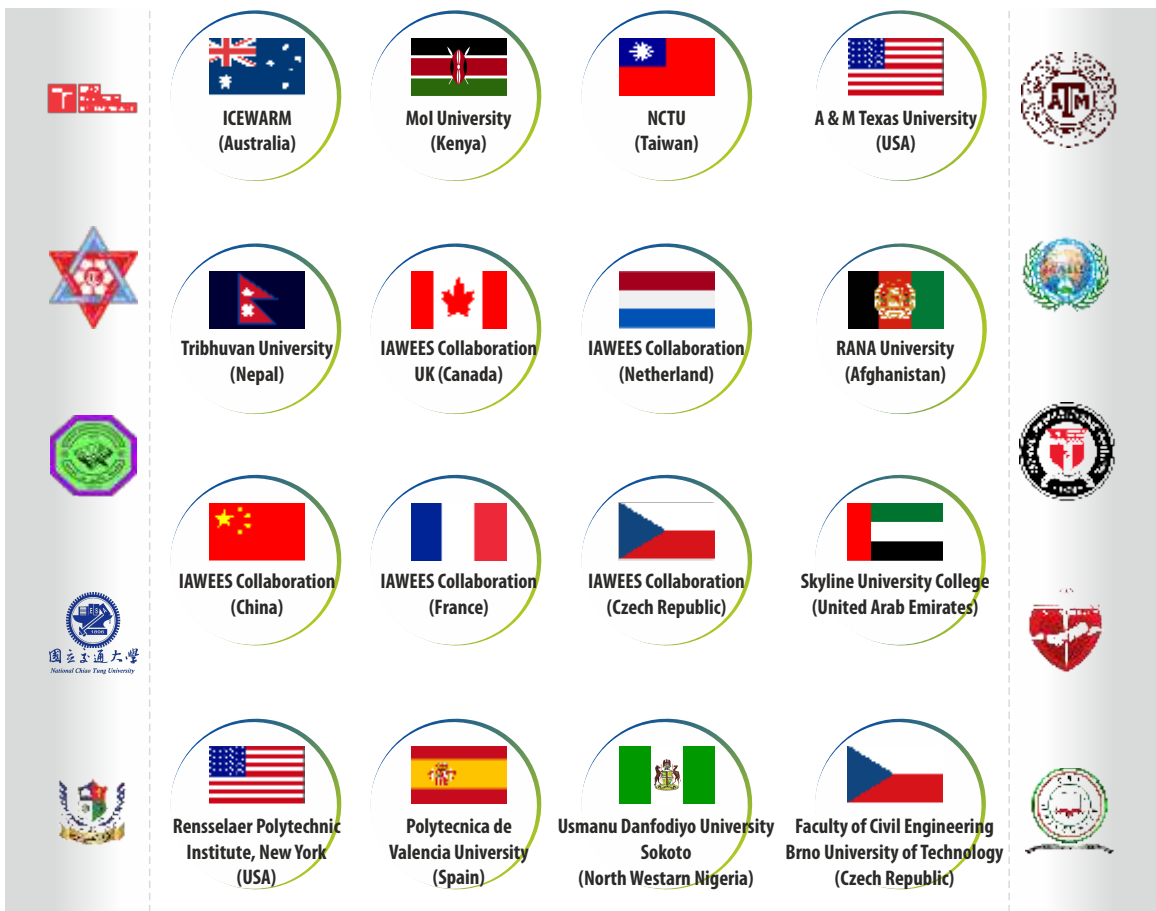 ICEWARM
(Australia)
MoI University
(Kenya)
NCTU
(Taiwan)
A & M Texas University
(USA)
Tribhuvan University
(Nepal)
IAWEES Collaboration
UK (Canada)
IAWEES Collaboration
(Netherland)
RANA University
(Afghanistan)
IAWEES Collaboration
(China)
IAWEES Collaboration
(France)
IAWEES Collaboration
(Czech Republic)
Skyline University College
(United Arab Emirates)
Rensselaer Polytechnic
Institute, New York
(USA)
Polytecnica de
Valencia University
(Spain)
Usmanu Danfodiyo University
Sokoto
(North Westarn Nigeria)
Faculty of Civil Engineering
Brno University of Technology
(Czech Republic)
1896
國立交通大學
National Chiao Tung University
ATM